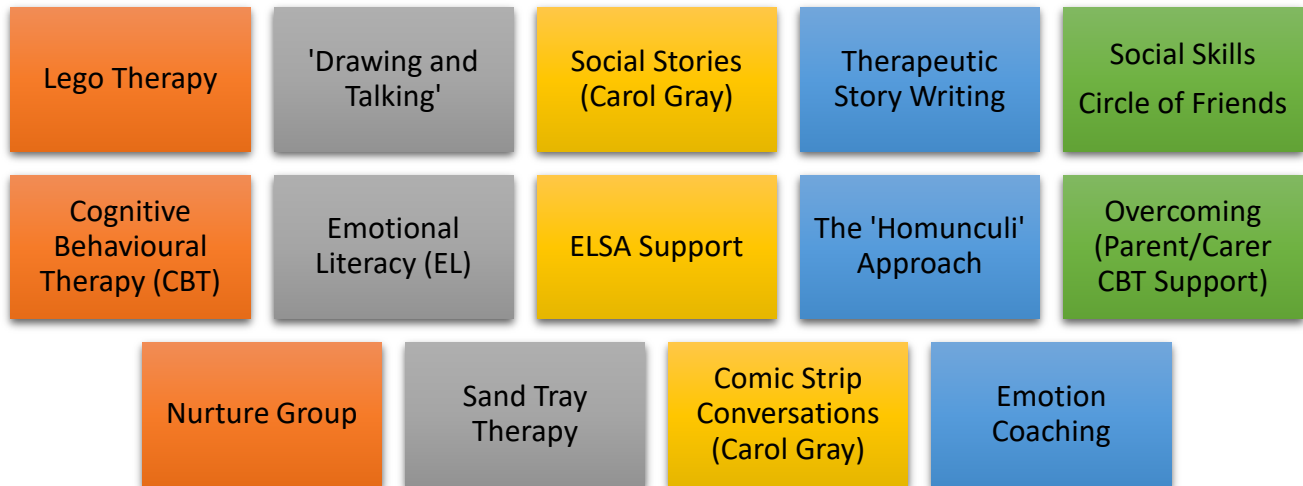 Lego Therapy
'Drawing and
Talking'
Social Stories
(Carol Gray)
Therapeutic
Story Writing
Social Skills
Circle of Friends
Cognitive
Behavioural
Therapy (CBT)
Emotional
Literacy (EL)
ELSA Support
The 'Homunculi'
Approach
Overcoming
(Parent/Carer
CBT Support)
Nurture Group
Sand Tray
Therapy
Comic Strip
Conversations
(Carol Gray)
Emotion
Coaching